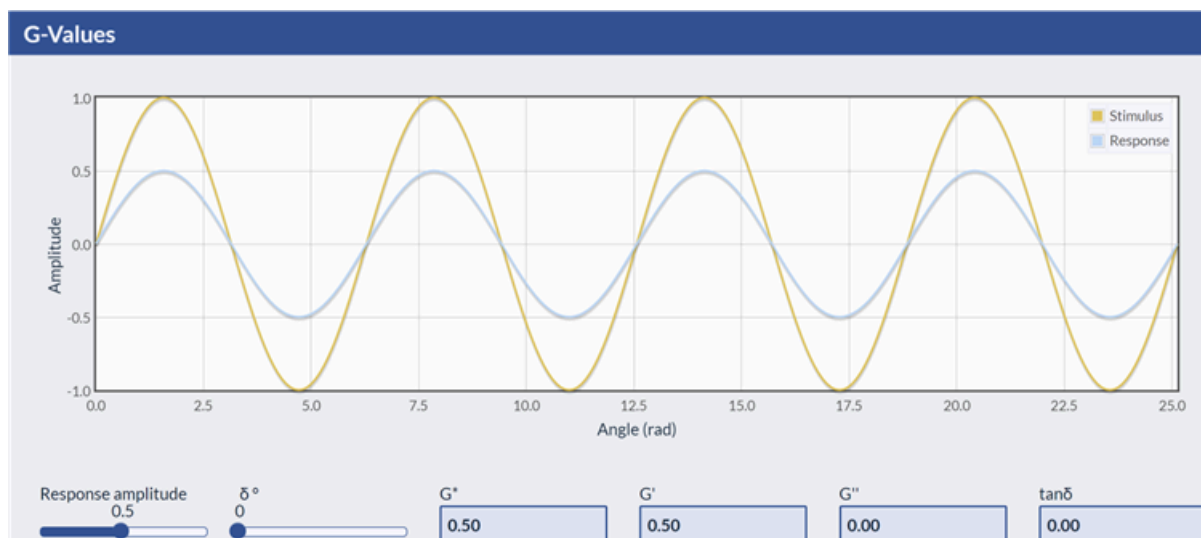 G-Values
1.0
0.5
0.0
-0.5
-1.0
Amplitude
Stimulus
Response
0.0 2.5 5.0 7.5 10.0 12.5 15.0 17.5 20.0 22.5 25.0
Angle (rad)
Response amplitude δ ° G* G' G'' tanδ
0.5 0 0.50 0.50 0.00 0.00